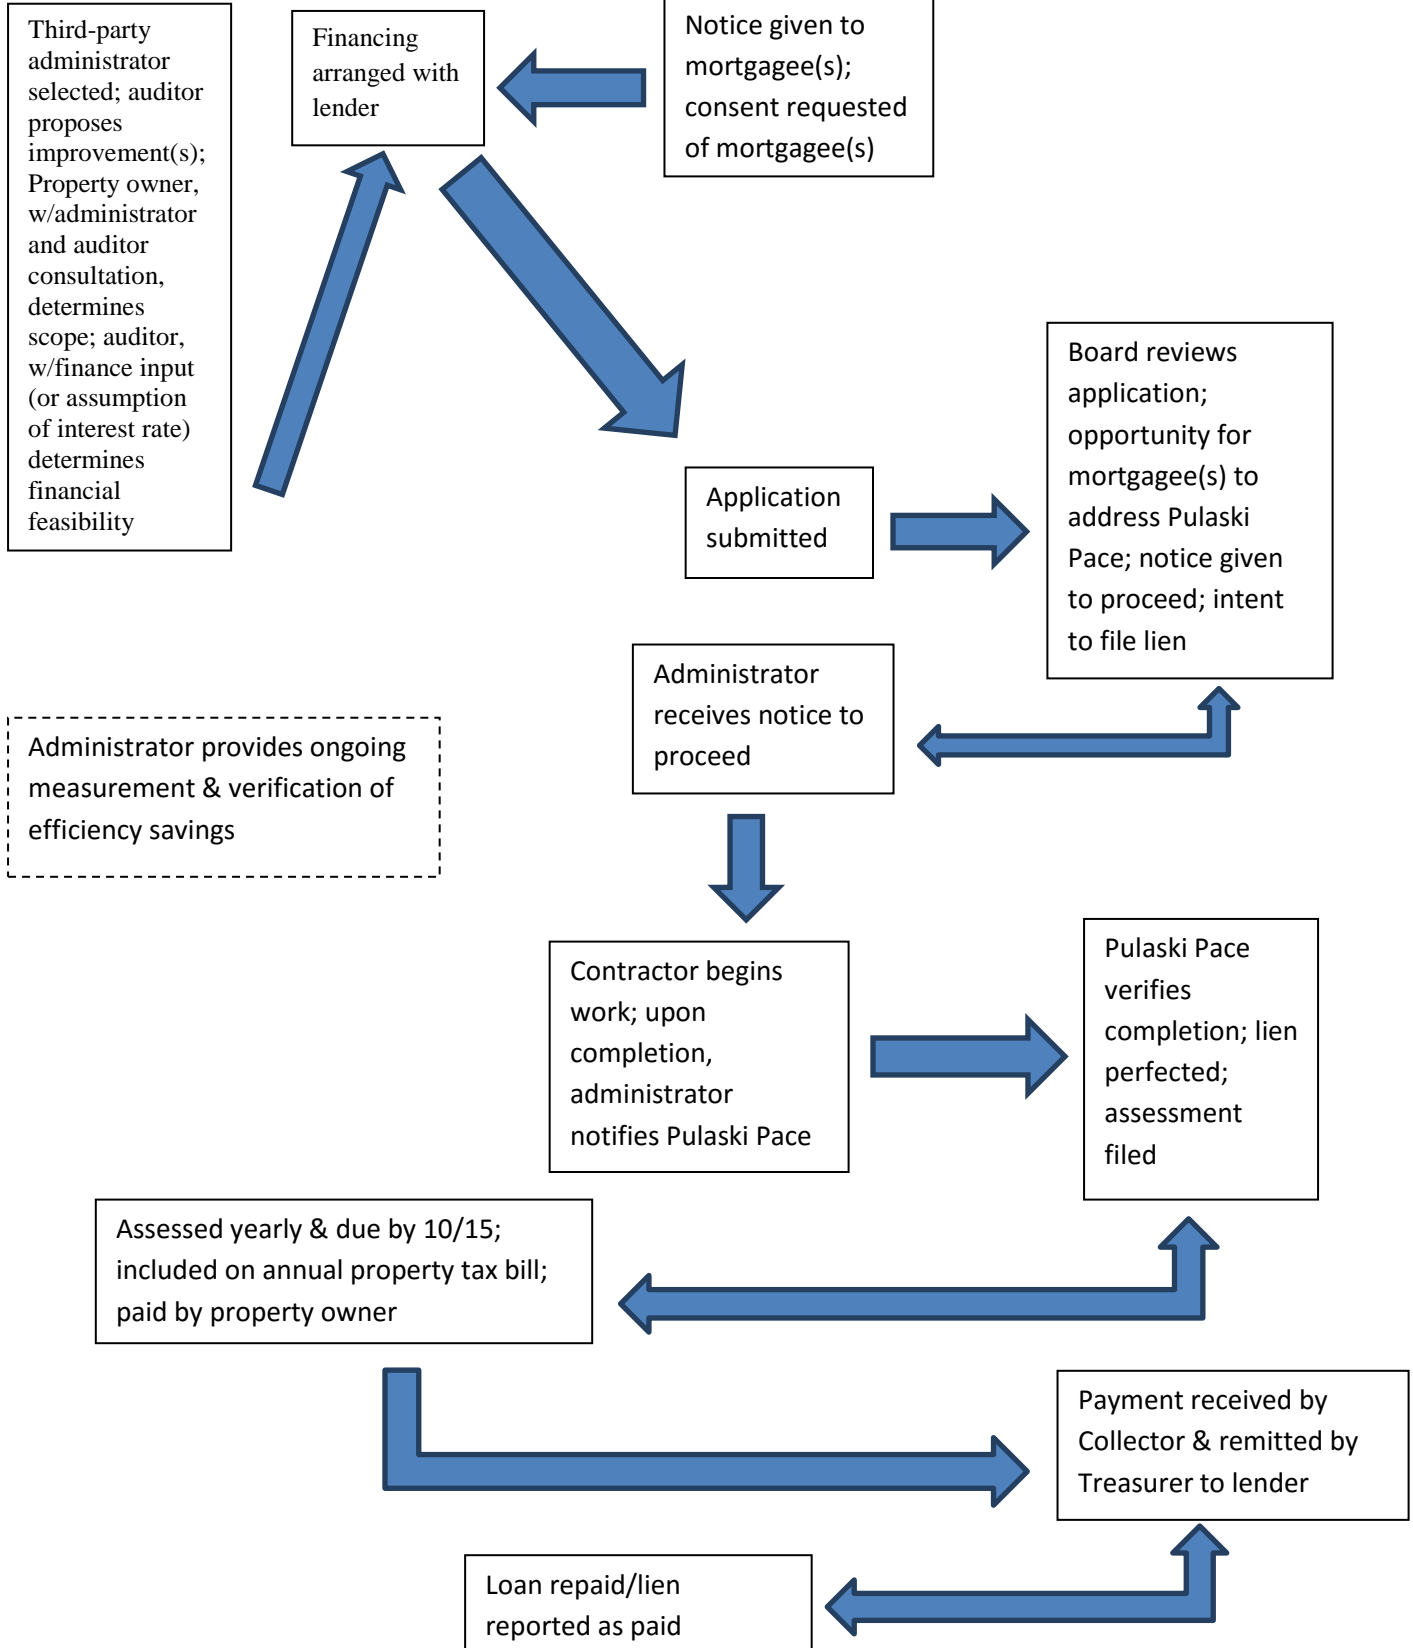 Third-party
administrator
selected; auditor
proposes
improvement(s);
Property owner,
w/administrator
and auditor
consultation,
determines
scope; auditor,
w/finance input
(or assumption
of interest rate)
determines
financial
feasibility
Financing
arranged with
lender
Notice given to
mortgagee(s);
consent requested
of mortgagee(s)
Application
submitted
Board reviews
application;
opportunity for
mortgagee(s) to
address Pulaski
Pace; notice given
to proceed; intent
to file lien
Administrator
receives notice to
proceed
Administrator provides ongoing
measurement & verification of
efficiency savings
Contractor begins
work; upon
completion,
administrator
notifies Pulaski Pace
Pulaski Pace
verifies
completion; lien
perfected;
assessment
filed
Assessed yearly & due by 10/15;
included on annual property tax bill;
paid by property owner
Payment received by
Collector & remitted by
Treasurer to lender
Loan repaid/lien
reported as paid